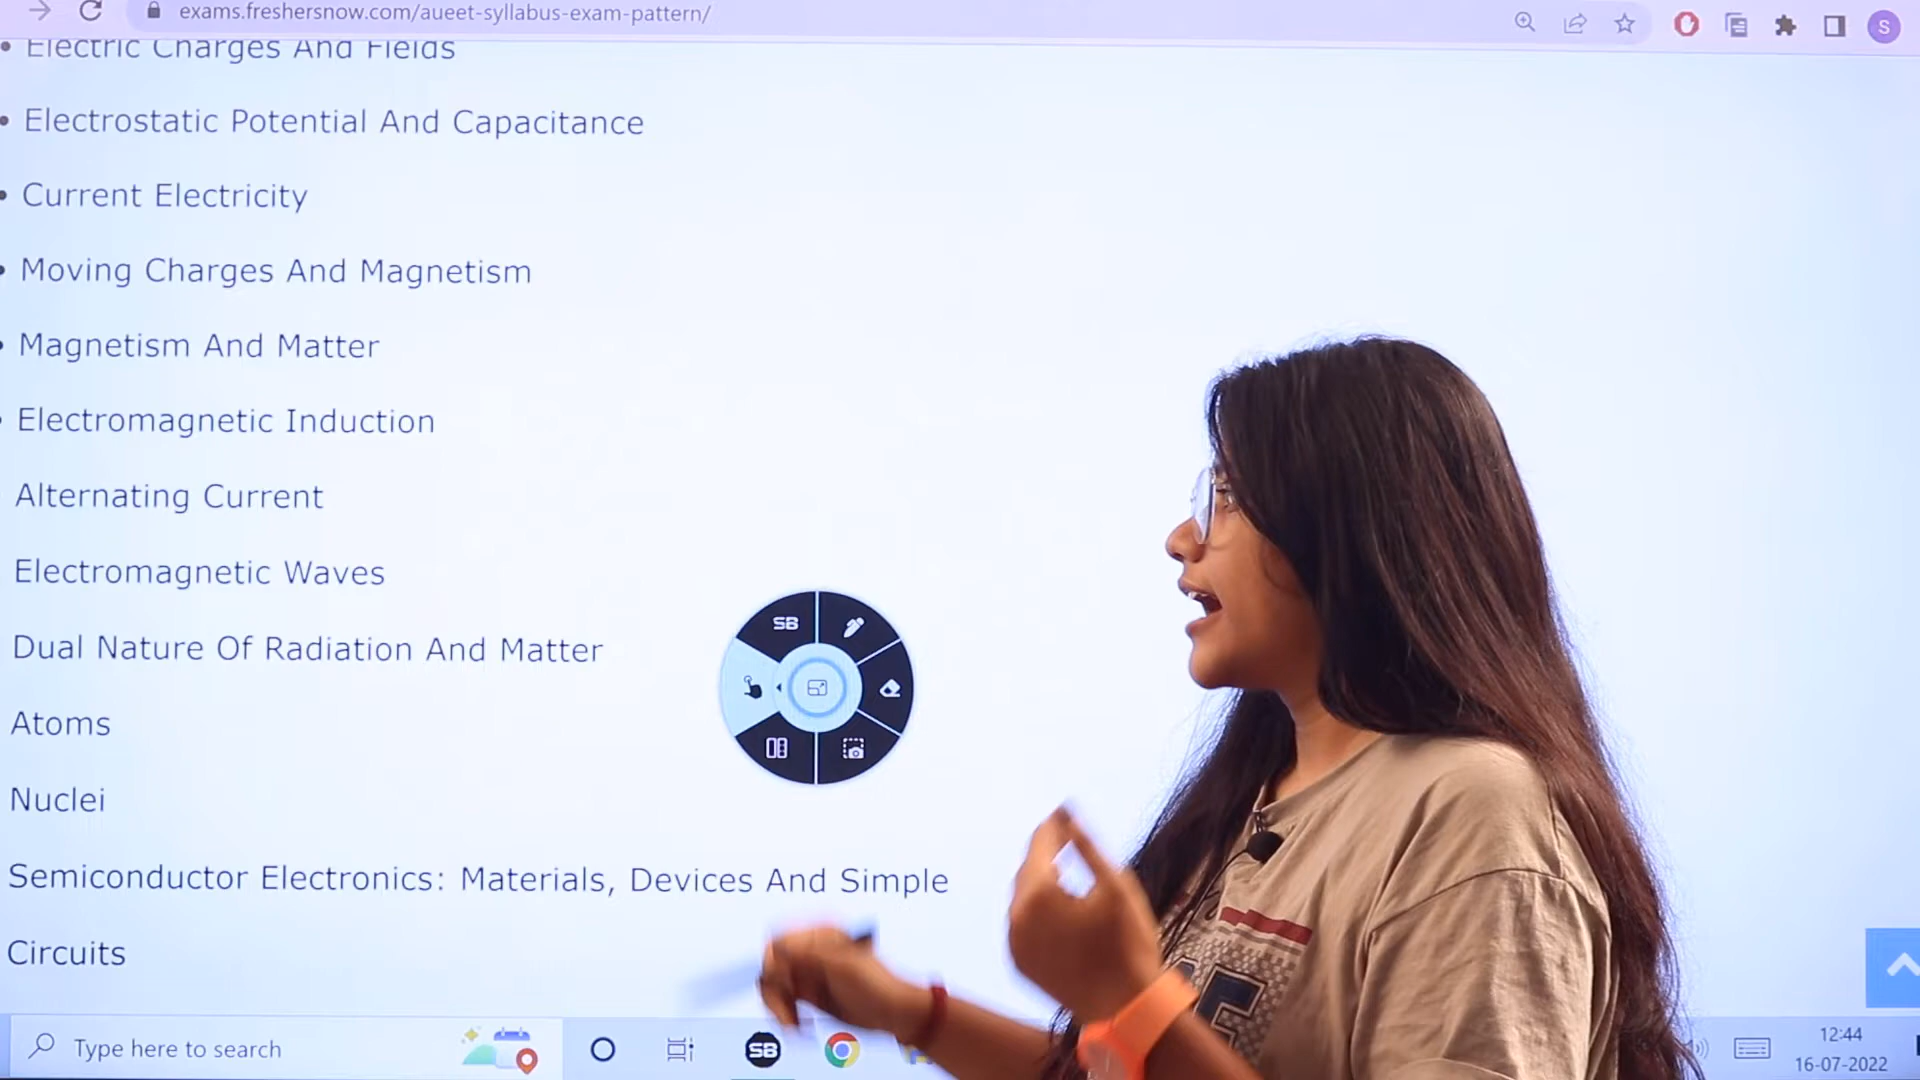 exams.freshersnow.com/aueet-syllabus-exam-pattern/
S
Electric Charges And Fields
Electrostatic Potential And Capacitance
Current Electricity
Moving Charges And Magnetism
Magnetism And Matter
Electromagnetic Induction
Alternating Current
Electromagnetic Waves
SB
Dual Nature Of Radiation And Matter
Atoms
Nuclei
Semiconductor Electronics: Materials, Devices And Simple
Circuits
Type here to search
SB
12:44
16-07-2022